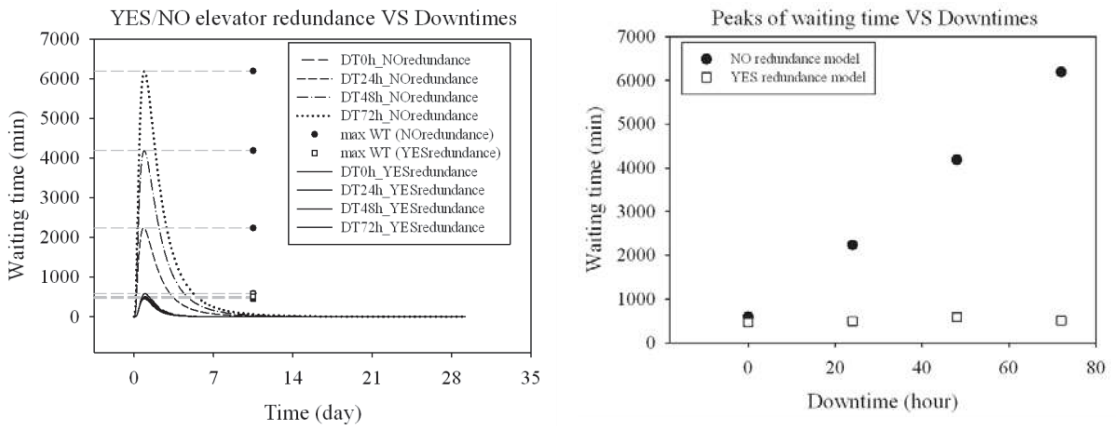 YES/NO elevator redundance VS Downtimes
7000
6000
5000
4000
3000
2000
1000
0
Waiting time (min)
DT0h_NOredundance
DT24h_NOredundance
DT48h_NOredundance
DT72h_NOredundance
max WT (NOredundance)
max WT (YESredundance)
DT0h_YESredundance
DT24h_YESredundance
DT48h_YESredundance
DT72h_YESredundance
0 7 14 21 28 35
Time (day)
Peaks of waiting time VS Downtimes
7000
6000
5000
4000
3000
2000
1000
0
Waiting time (min)
NO redundance model
YES redundance model
0 20 40 60 80
Downtime (hour)